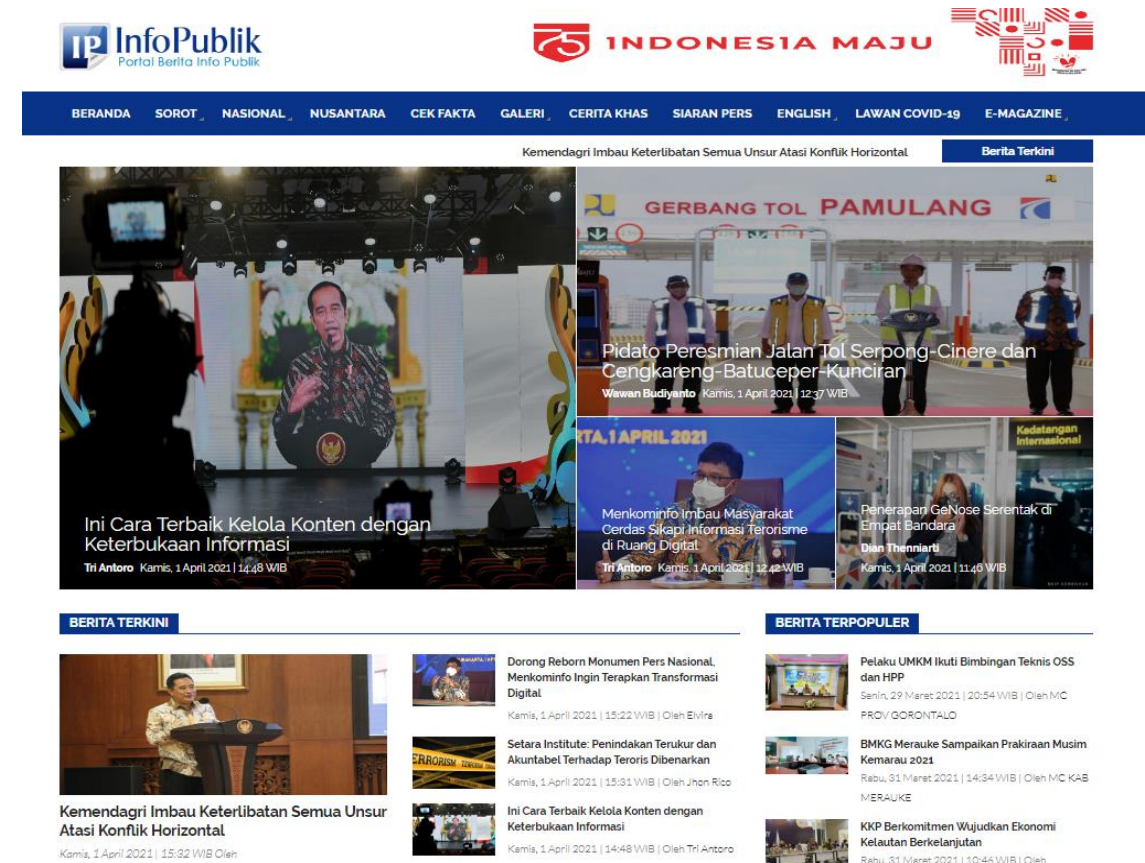 IP InfoPublik
Portal Berita Info Publik
75 INDONESIA MAJU
BERANDA SOROT NASIONAL NUSANTARA CEK FAKTA GALERI CERITA KHAS SIARAN PERS ENGLISH LAWAN COVID-19 E-MAGAZINE
Kemendagri Imbau Keterlibatan Semua Unsur Atasi Konflik Horizontal
Berita Terkini
Ini Cara Terbaik Kelola Konten dengan
Keterbukaan Informasi
Tri Antoro Kamis, 1 April 2021 | 14:48 WIB
GERBANG TOL PAMULANG
Pidato Peresmian Jalan Tol Serpong-Cinere dan
Cengkareng-Batuceper-Kunciran
Wawan Budiyanto Kamis, 1 April 2021 | 12:37 WIB
RTA, 1 APRIL 2021
Menkominfo Imbau Masyarakat
Cerdas Sikapi Informasi Terorisme
di Ruang Digital
Tri Antoro Kamis, 1 April 2021 | 12:42 WIB
Kedatangan
Internasional
Penerapan GeNose Serentak di
Empat Bandara
Dian Thenniarti
Kamis, 1 April 2021 | 11:46 WIB
BERITA TERKINI
Kemendagri Imbau Keterlibatan Semua Unsur
Atasi Konflik Horizontal
Kamis, 1 April 2021 | 15:32 WIB Oleh
Dorong Reborn Monumen Pers Nasional,
Menkominfo Ingin Terapkan Transformasi
Digital
Kamis, 1 April 2021 | 15:22 WIB | Oleh Elvira
ERRORISM
Setara Institute: Penindakan Terukur dan
Akuntabel Terhadap Teroris Dibenarkan
Kamis, 1 April 2021 | 15:31 WIB | Oleh Jhon Rico
Ini Cara Terbaik Kelola Konten dengan
Keterbukaan Informasi
Kamis, 1 April 2021 | 14:48 WIB | Oleh Tri Antoro
BERITA TERPOPULER
Pelaku UMKM Ikuti Bimbingan Teknis OSS
dan HPP
Senin, 29 Maret 2021 | 20:54 WIB | Oleh MC
PROV GORONTALO
BMKG Merauke Sampaikan Prakiraan Musim
Kemarau 2021
Rabu, 31 Maret 2021 | 14:34 WIB | Oleh MC KAB
MERAUKE
KKP Berkomitmen Wujudkan Ekonomi
Kelautan Berkelanjutan
Rabu, 31 Maret 2021 | 10:46 WIB | Oleh